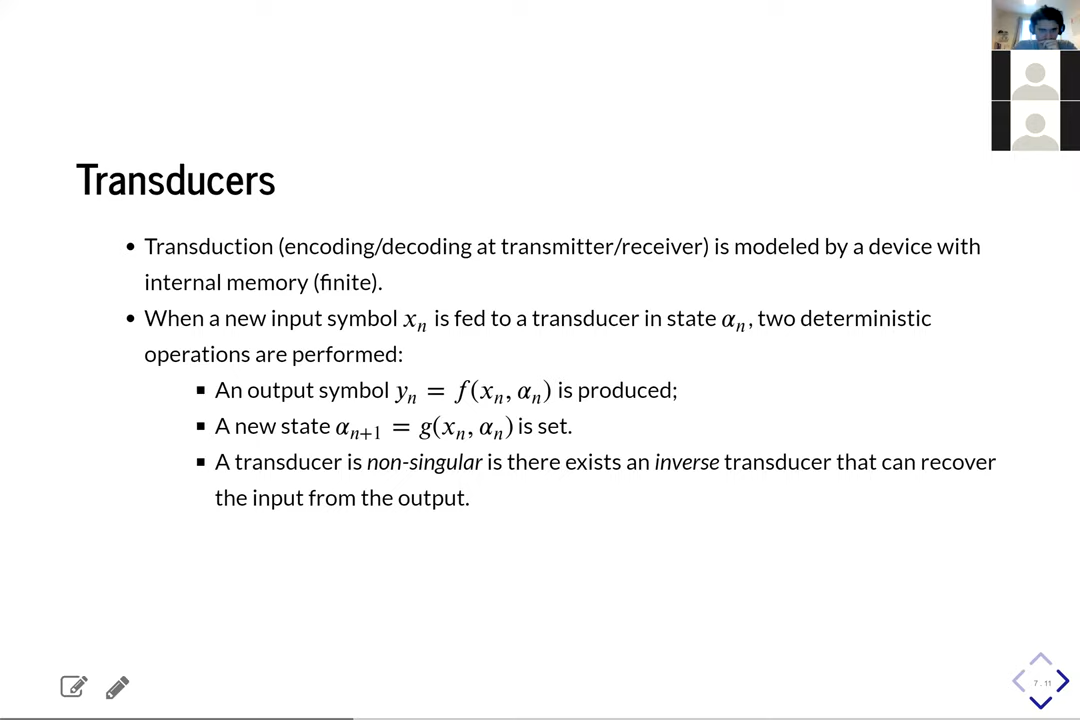 Transducers
• Transduction (encoding/decoding at transmitter/receiver) is modeled by a device with
internal memory (finite).
• When a new input symbol xₙ is fed to a transducer in state αₙ, two deterministic
operations are performed:
▪ An output symbol yₙ = f(xₙ, αₙ) is produced;
▪ A new state αₙ₊₁ = g(xₙ, αₙ) is set.
▪ A transducer is non-singular is there exists an inverse transducer that can recover
the input from the output.
7 . 11